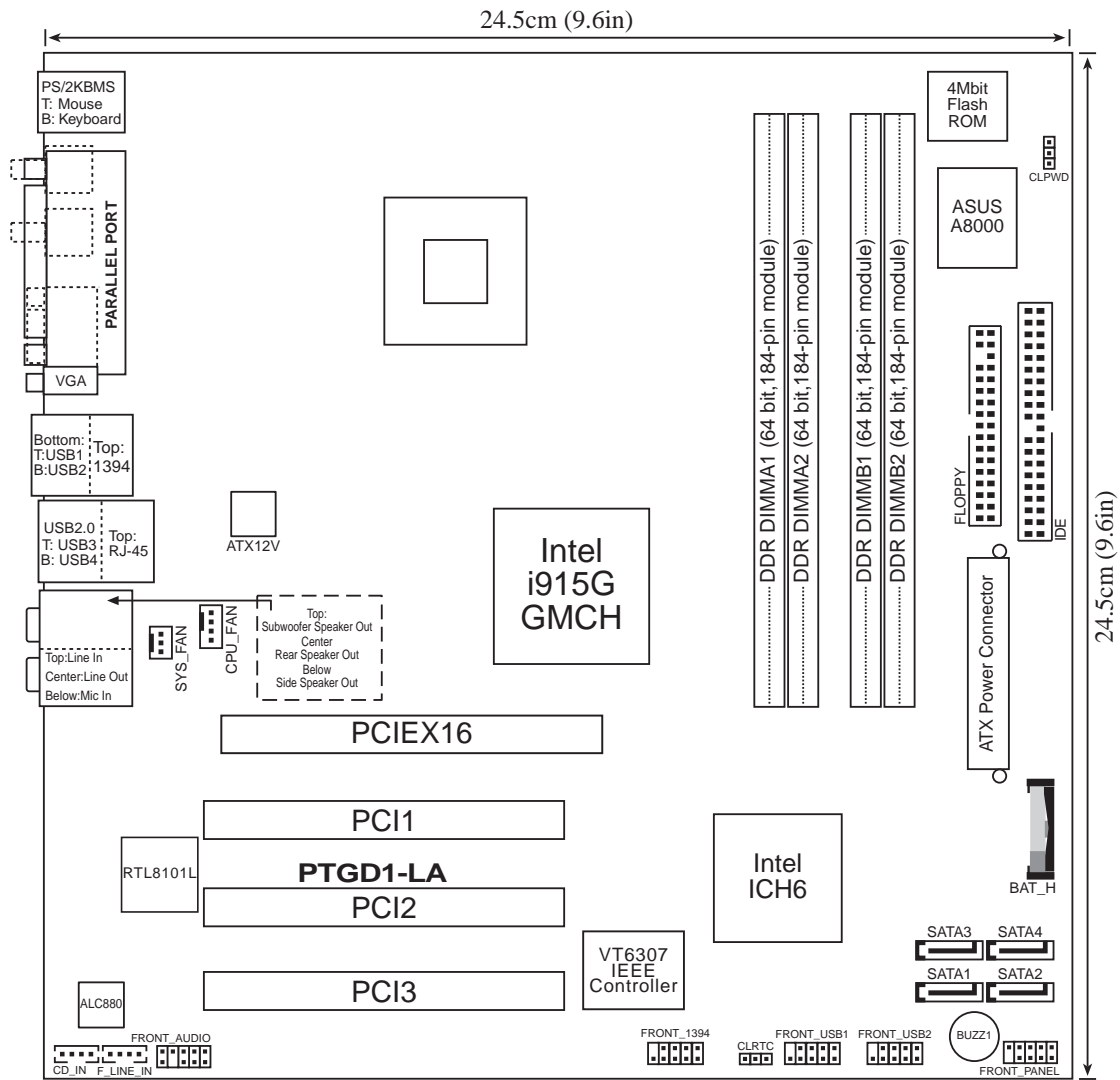 24.5cm (9.6in)
PS/2KBMS
T: Mouse
B: Keyboard
4Mbit
Flash
ROM
CLPWD
ASUS
A8000
PARALLEL PORT
VGA
DDR DIMMA1 (64 bit,184-pin module)
DDR DIMMA2 (64 bit,184-pin module)
DDR DIMMB1 (64 bit,184-pin module)
DDR DIMMB2 (64 bit,184-pin module)
FLOPPY
IDE
24.5cm (9.6in)
Bottom:
T:USB1
B:USB2
Top:
1394
USB2.0
T: USB3
B: USB4
Top:
RJ-45
ATX12V
Intel
i915G
GMCH
SYS_FAN
CPU_FAN
Top:
Subwoofer Speaker Out
Center
Rear Speaker Out
Below
Side Speaker Out
Top:Line In
Center:Line Out
Below:Mic In
ATX Power Connector
PCIEX16
PCI1
RTL8101L
PTGD1-LA
PCI2
Intel
ICH6
BAT_H
VT6307
IEEE
Controller
SATA3
SATA4
SATA1
SATA2
PCI3
ALC880
BUZZ1
CD_IN
F_LINE_IN
FRONT_AUDIO
FRONT_1394
CLRTC
FRONT_USB1
FRONT_USB2
FRONT_PANEL